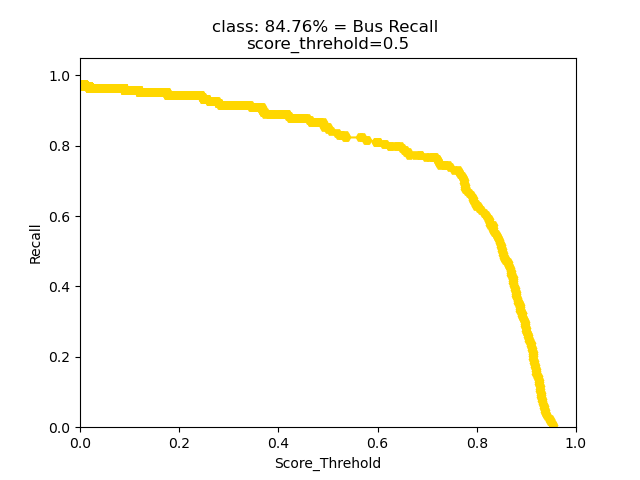 class: 84.76% = Bus Recall
score_threhold=0.5
1.0
0.8
0.6
0.4
0.2
0.0
Recall
0.0 0.2 0.4 0.6 0.8 1.0
Score_Threhold